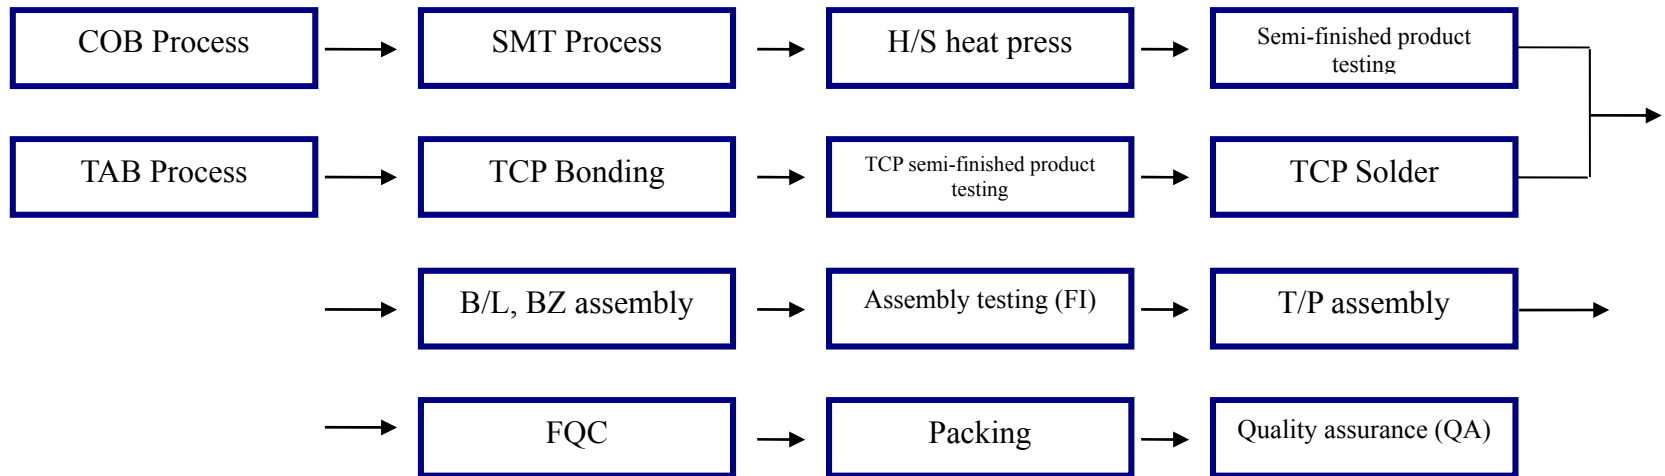 COB Process
SMT Process
H/S heat press
Semi-finished product
testing
TAB Process
TCP Bonding
TCP semi-finished product
testing
TCP Solder
B/L, BZ assembly
Assembly testing (FI)
T/P assembly
FQC
Packing
Quality assurance (QA)